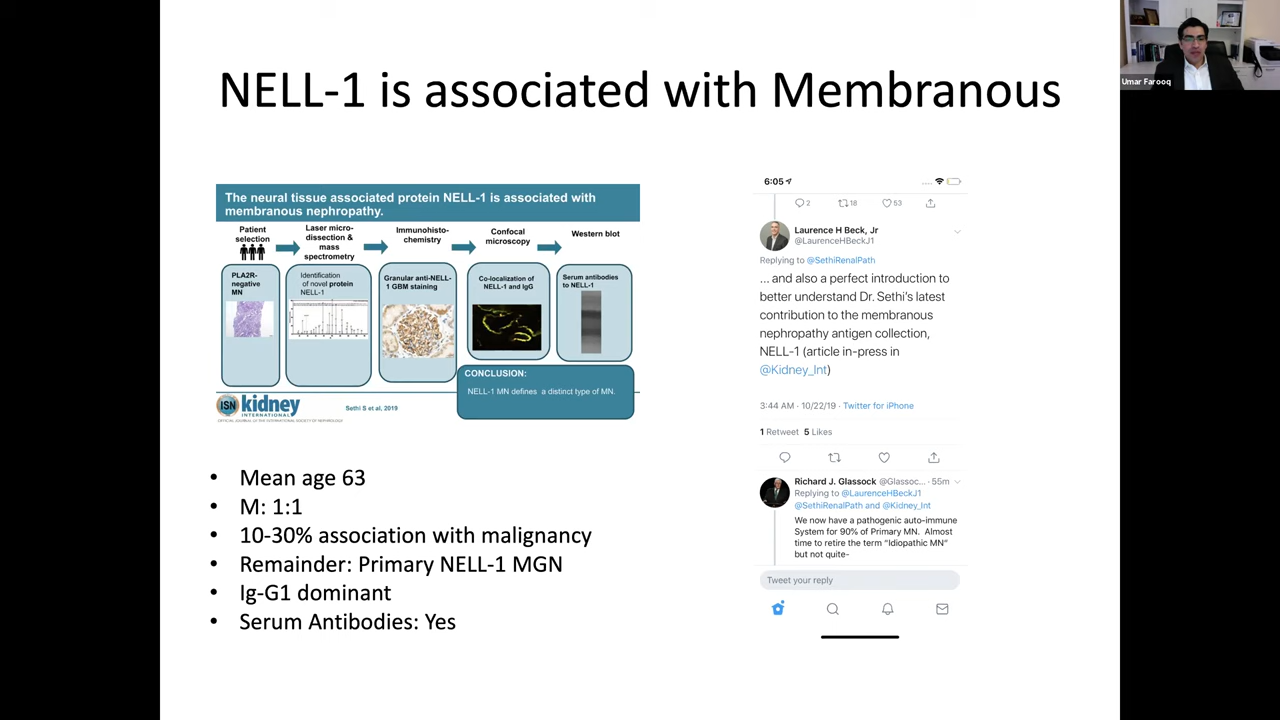 NELL-1 is associated with Membranous
Umar Farooq
The neural tissue associated protein NELL-1 is associated with
membranous nephropathy.
Patient
selection
Laser micro-
dissection &
mass
spectrometry
Immunohisto-
chemistry
Confocal
microscopy
Western blot
PLA2R-
negative
MN
Identification
of novel protein
NELL-1
Granular anti-NELL-
1 GBM staining
Co-localization of
NELL-1 and IgG
Serum antibodies
to NELL-1
CONCLUSION:
NELL-1 MN defines a distinct type of MN.
ISN kidney
INTERNATIONAL
OFFICIAL JOURNAL OF THE INTERNATIONAL SOCIETY OF NEPHROLOGY
Sethi S et al, 2019
• Mean age 63
• M: 1:1
• 10-30% association with malignancy
• Remainder: Primary NELL-1 MGN
• Ig-G1 dominant
• Serum Antibodies: Yes
6:05
2 18 53
Laurence H Beck, Jr
@LaurenceHBeckJ1
Replying to @SethiRenalPath
... and also a perfect introduction to
better understand Dr. Sethi's latest
contribution to the membranous
nephropathy antigen collection,
NELL-1 (article in-press in
@Kidney_Int)
3:44 AM · 10/22/19 · Twitter for iPhone
1 Retweet 5 Likes
Richard J. Glassock @Glassoc... · 55m
Replying to @LaurenceHBeckJ1
@SethiRenalPath and @Kidney_Int
We now have a pathogenic auto-immune
System for 90% of Primary MN. Almost
time to retire the term "Idiopathic MN"
but not quite-
Tweet your reply